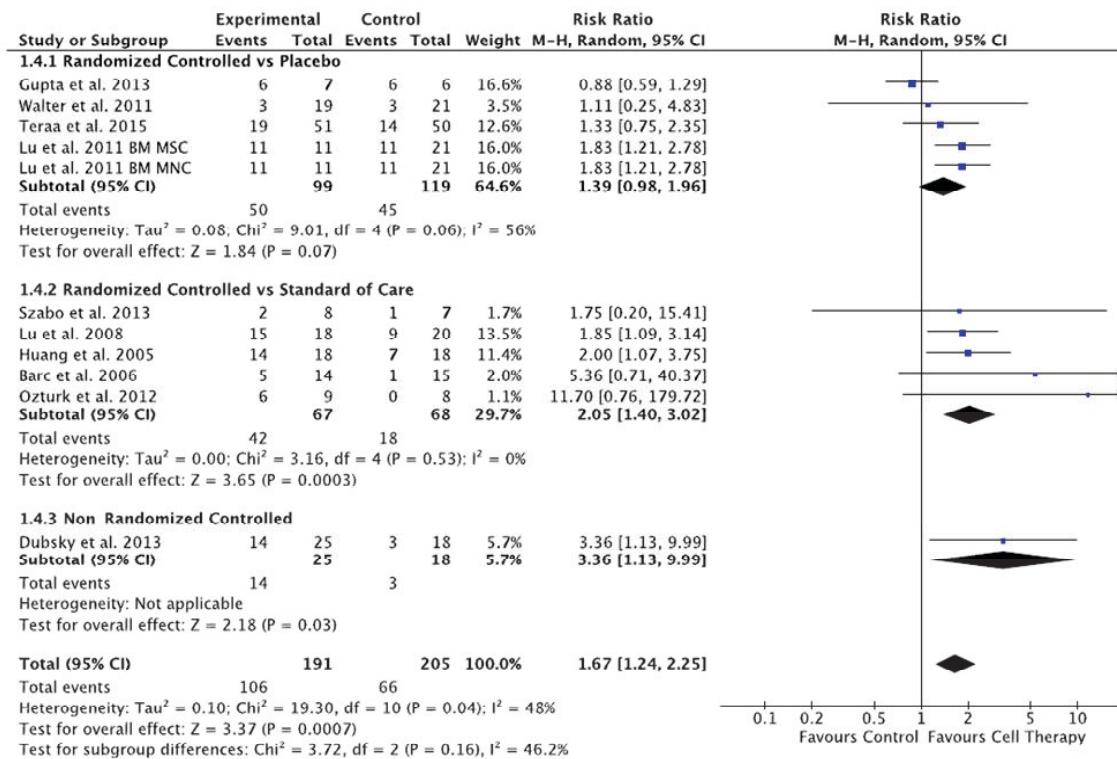 Experimental Control Risk Ratio Risk Ratio
Study or Subgroup Events Total Events Total Weight M-H, Random, 95% CI M-H, Random, 95% CI
1.4.1 Randomized Controlled vs Placebo
Gupta et al. 2013 6 7 6 6 16.6% 0.88 [0.59, 1.29]
Walter et al. 2011 3 19 3 21 3.5% 1.11 [0.25, 4.83]
Teraa et al. 2015 19 51 14 50 12.6% 1.33 [0.75, 2.35]
Lu et al. 2011 BM MSC 11 11 11 21 16.0% 1.83 [1.21, 2.78]
Lu et al. 2011 BM MNC 11 11 11 21 16.0% 1.83 [1.21, 2.78]
Subtotal (95% CI) 99 119 64.6% 1.39 [0.98, 1.96]
Total events 50 45
Heterogeneity: Tau² = 0.08; Chi² = 9.01, df = 4 (P = 0.06); I² = 56%
Test for overall effect: Z = 1.84 (P = 0.07)
1.4.2 Randomized Controlled vs Standard of Care
Szabo et al. 2013 2 8 1 7 1.7% 1.75 [0.20, 15.41]
Lu et al. 2008 15 18 9 20 13.5% 1.85 [1.09, 3.14]
Huang et al. 2005 14 18 7 18 11.4% 2.00 [1.07, 3.75]
Barc et al. 2006 5 14 1 15 2.0% 5.36 [0.71, 40.37]
Ozturk et al. 2012 6 9 0 8 1.1% 11.70 [0.76, 179.72]
Subtotal (95% CI) 67 68 29.7% 2.05 [1.40, 3.02]
Total events 42 18
Heterogeneity: Tau² = 0.00; Chi² = 3.16, df = 4 (P = 0.53); I² = 0%
Test for overall effect: Z = 3.65 (P = 0.0003)
1.4.3 Non Randomized Controlled
Dubsky et al. 2013 14 25 3 18 5.7% 3.36 [1.13, 9.99]
Subtotal (95% CI) 25 18 5.7% 3.36 [1.13, 9.99]
Total events 14 3
Heterogeneity: Not applicable
Test for overall effect: Z = 2.18 (P = 0.03)
Total (95% CI) 191 205 100.0% 1.67 [1.24, 2.25]
Total events 106 66
Heterogeneity: Tau² = 0.10; Chi² = 19.30, df = 10 (P = 0.04); I² = 48%
Test for overall effect: Z = 3.37 (P = 0.0007)
Test for subgroup differences: Chi² = 3.72, df = 2 (P = 0.16), I² = 46.2%
0.1 0.2 0.5 1 2 5 10
Favours Control Favours Cell Therapy